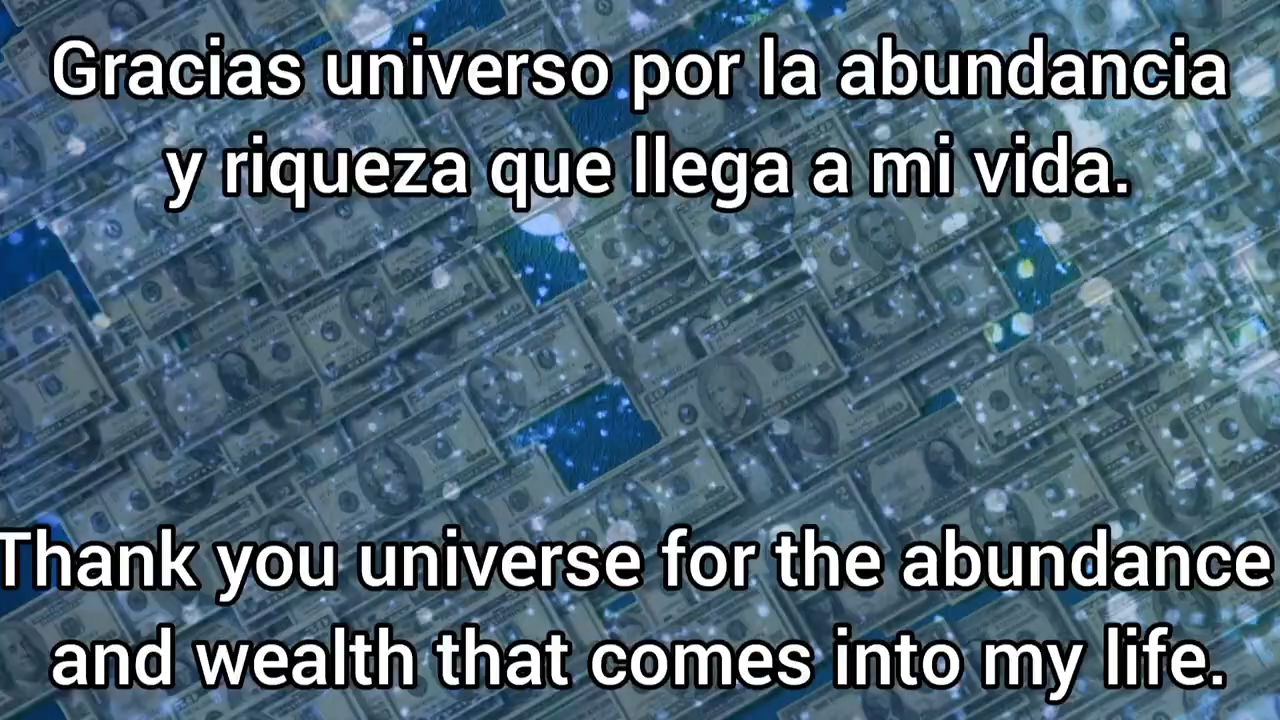 Gracias universo por la abundancia
y riqueza que llega a mi vida.
Thank you universe for the abundance
and wealth that comes into my life.